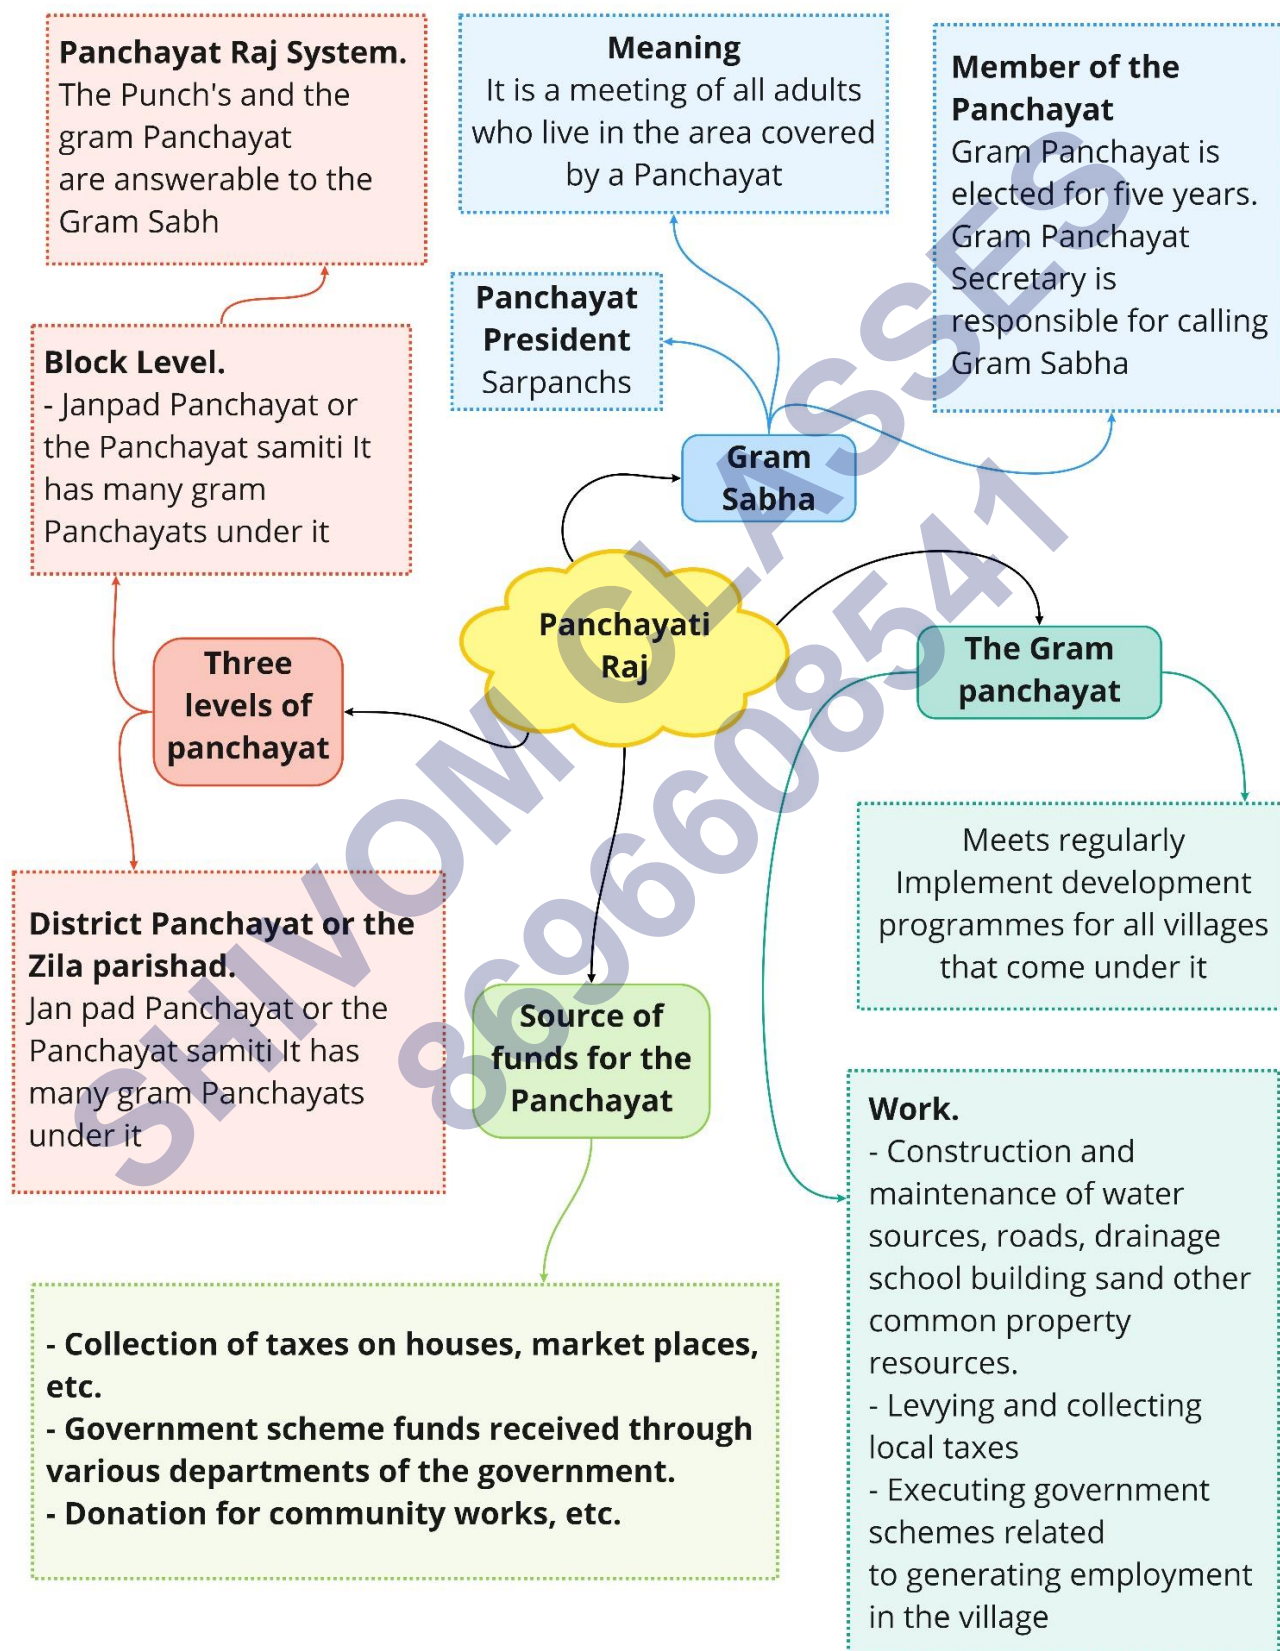 Panchayat Raj System.
The Punch's and the
gram Panchayat
are answerable to the
Gram Sabh
Meaning
It is a meeting of all adults
who live in the area covered
by a Panchayat
Member of the
Panchayat
Gram Panchayat is
elected for five years.
Gram Panchayat
Secretary is
responsible for calling
Gram Sabha
Panchayat
President
Sarpanchs
Block Level.
- Janpad Panchayat or
the Panchayat samiti It
has many gram
Panchayats under it
Gram
Sabha
Panchayati
Raj
Three
levels of
panchayat
The Gram
panchayat
Meets regularly
Implement development
programmes for all villages
that come under it
District Panchayat or the
Zila parishad.
Jan pad Panchayat or the
Panchayat samiti It has
many gram Panchayats
under it
Source of
funds for the
Panchayat
Work.
- Construction and
maintenance of water
sources, roads, drainage
school building sand other
common property
resources.
- Levying and collecting
local taxes
- Executing government
schemes related
to generating employment
in the village
- Collection of taxes on houses, market places,
etc.
- Government scheme funds received through
various departments of the government.
- Donation for community works, etc.
SHIVOM CLASSES
8696608541